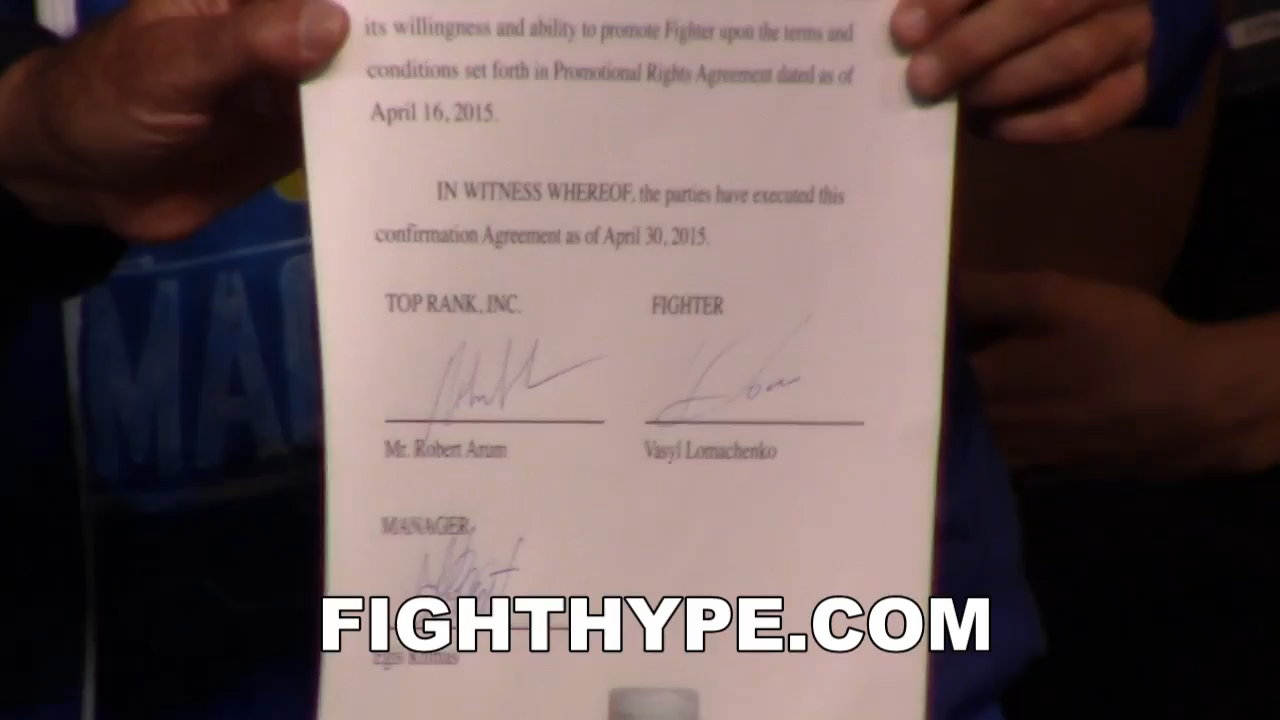 its willingness and ability to promote Fighter upon the terms and
conditions set forth in Promotional Rights Agreement dated as of
April 16, 2015.
IN WITNESS WHEREOF, the parties have executed this
confirmation Agreement as of April 30, 2015.
TOP RANK, INC. FIGHTER
Mr. Robert Arum Vasyl Lomachenko
MANAGER
FIGHTHYPE.COM
MA